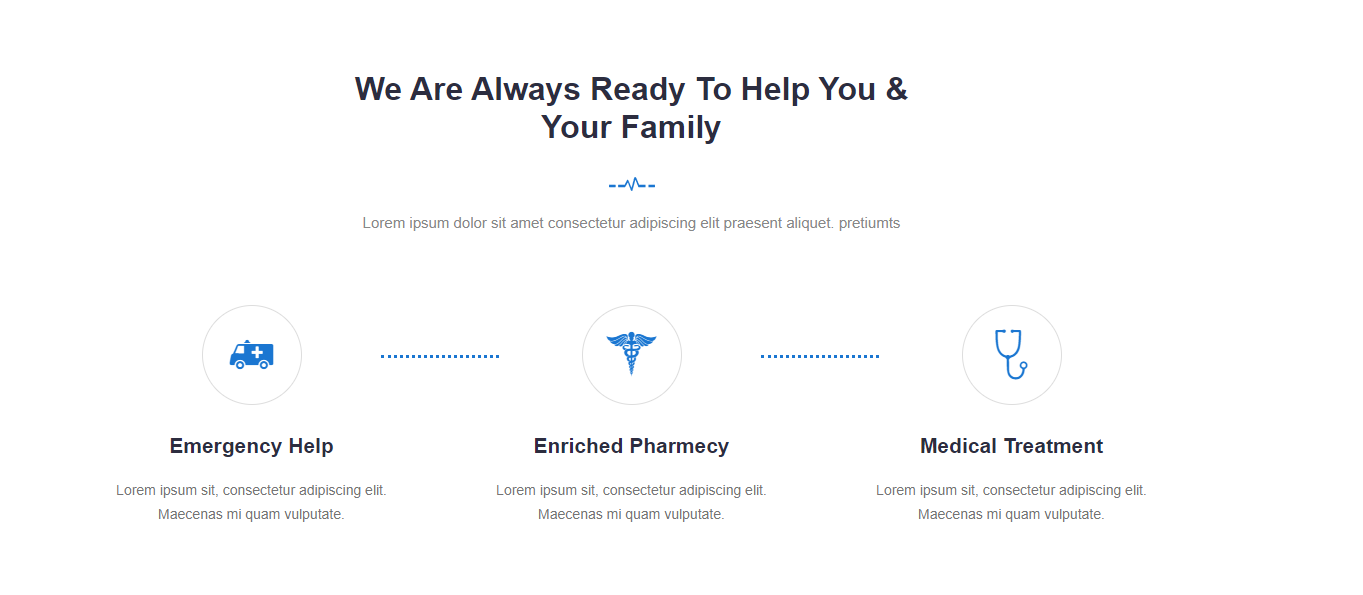 We Are Always Ready To Help You &
Your Family
Lorem ipsum dolor sit amet consectetur adipiscing elit praesent aliquet. pretiumts
Emergency Help
Lorem ipsum sit, consectetur adipiscing elit.
Maecenas mi quam vulputate.
Enriched Pharmecy
Lorem ipsum sit, consectetur adipiscing elit.
Maecenas mi quam vulputate.
Medical Treatment
Lorem ipsum sit, consectetur adipiscing elit.
Maecenas mi quam vulputate.